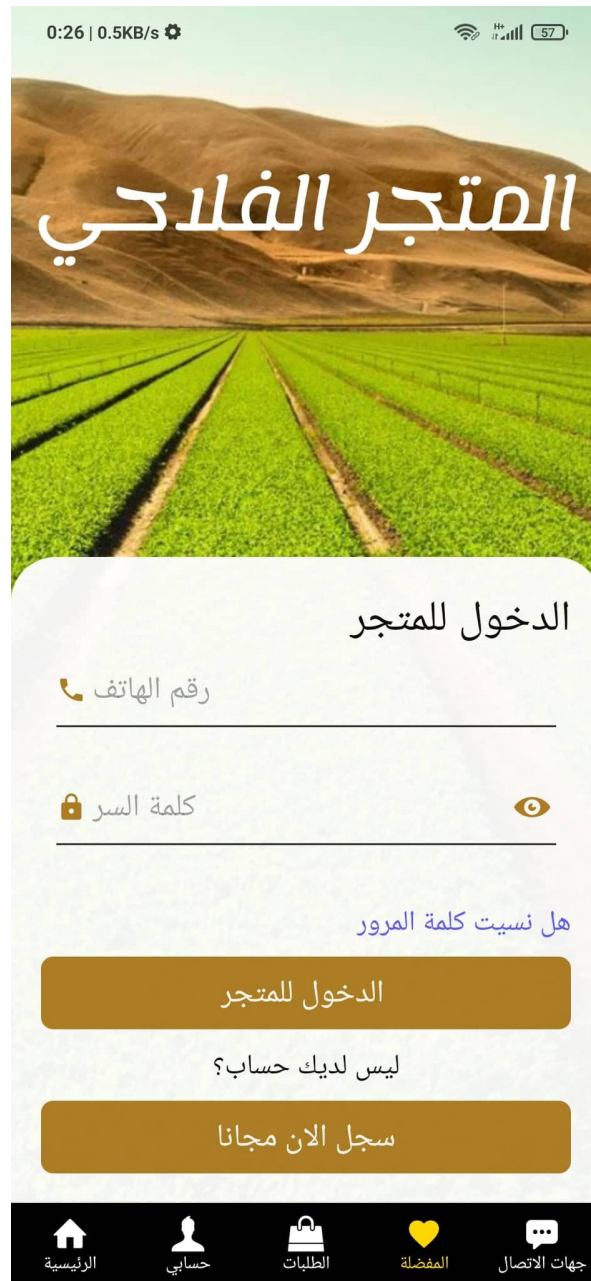 0:26 | 0.5KB/s
H+
57
المتجر الفلاحي
الدخول للمتجر
رقم الهاتف
كلمة السر
هل نسيت كلمة المرور
الدخول للمتجر
ليس لديك حساب؟
سجل الان مجانا
جهات الاتصال
المفضلة
الطلبات
حسابي
الرئيسية